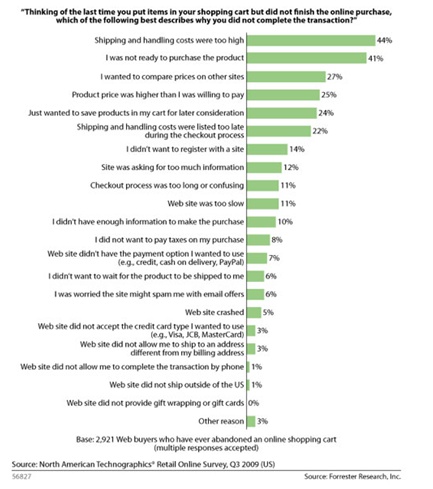 "Thinking of the last time you put items in your shopping cart but did not finish the online purchase,
which of the following best describes why you did not complete the transaction?"
Shipping and handling costs were too high 44%
I was not ready to purchase the product 41%
I wanted to compare prices on other sites 27%
Product price was higher than I was willing to pay 25%
Just wanted to save products in my cart for later consideration 24%
Shipping and handling costs were listed too late
during the checkout process 22%
I didn't want to register with a site 14%
Site was asking for too much information 12%
Checkout process was too long or confusing 11%
Web site was too slow 11%
I didn't have enough information to make the purchase 10%
I did not want to pay taxes on my purchase 8%
Web site didn't have the payment option I wanted to use
(e.g., credit, cash on delivery, PayPal) 7%
I didn't want to wait for the product to be shipped to me 6%
I was worried the site might spam me with email offers 6%
Web site crashed 5%
Web site did not accept the credit card type I wanted to use
(e.g., Visa, JCB, MasterCard) 3%
Web site did not allow me to ship to an address
different from my billing address 3%
Web site did not allow me to complete the transaction by phone 1%
Web site did not ship outside of the US 1%
Web site did not provide gift wrapping or gift cards 0%
Other reason 3%
Base: 2,921 Web buyers who have ever abandoned an online shopping cart
(multiple responses accepted)
Source: North American Technographics® Retail Online Survey, Q3 2009 (US)
56827 Source: Forrester Research, Inc.